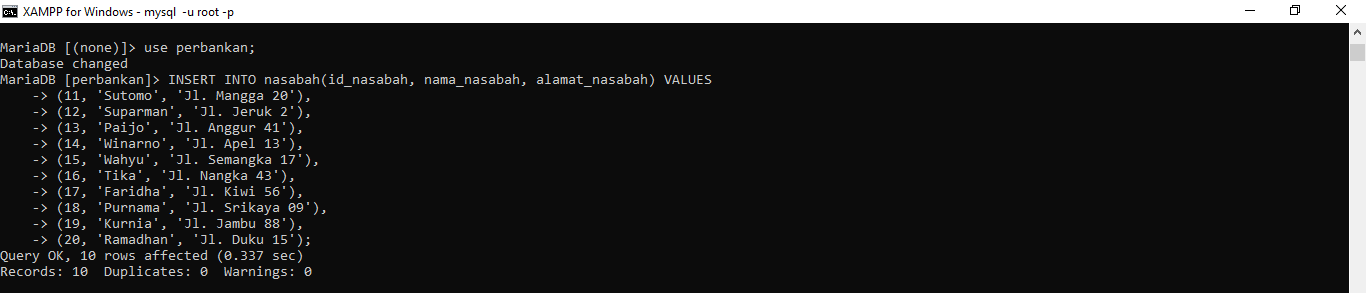 XAMPP for Windows - mysql -u root -p
MariaDB [(none)]> use perbankan;
Database changed
MariaDB [perbankan]> INSERT INTO nasabah(id_nasabah, nama_nasabah, alamat_nasabah) VALUES
    -> (11, 'Sutomo', 'Jl. Mangga 20'),
    -> (12, 'Suparman', 'Jl. Jeruk 2'),
    -> (13, 'Paijo', 'Jl. Anggur 41'),
    -> (14, 'Winarno', 'Jl. Apel 13'),
    -> (15, 'Wahyu', 'Jl. Semangka 17'),
    -> (16, 'Tika', 'Jl. Nangka 43'),
    -> (17, 'Faridha', 'Jl. Kiwi 56'),
    -> (18, 'Purnama', 'Jl. Srikaya 09'),
    -> (19, 'Kurnia', 'Jl. Jambu 88'),
    -> (20, 'Ramadhan', 'Jl. Duku 15');
Query OK, 10 rows affected (0.337 sec)
Records: 10  Duplicates: 0  Warnings: 0